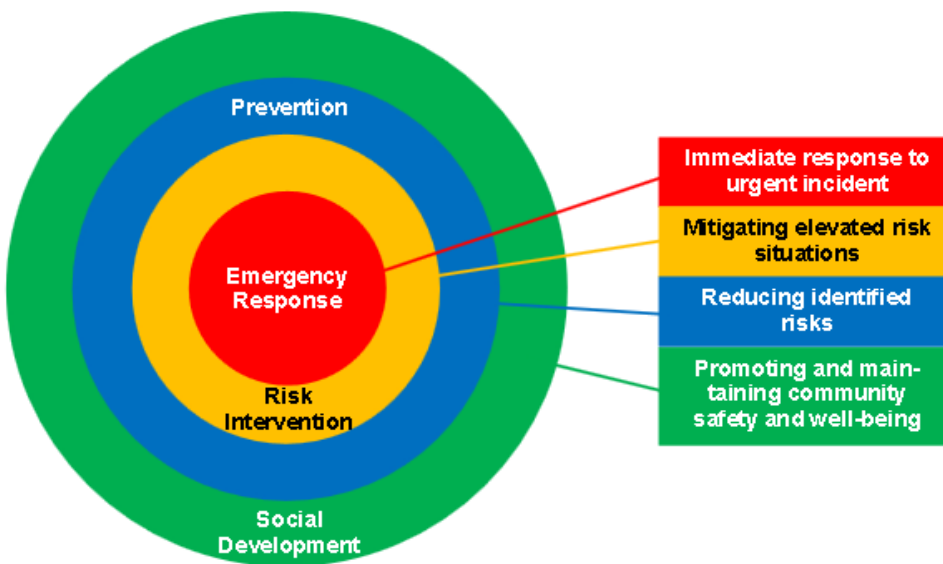 Prevention
Emergency
Response
Risk
Intervention
Social
Development
Immediate response to
urgent incident
Mitigating elevated risk
situations
Reducing identified
risks
Promoting and main-
taining community
safety and well-being